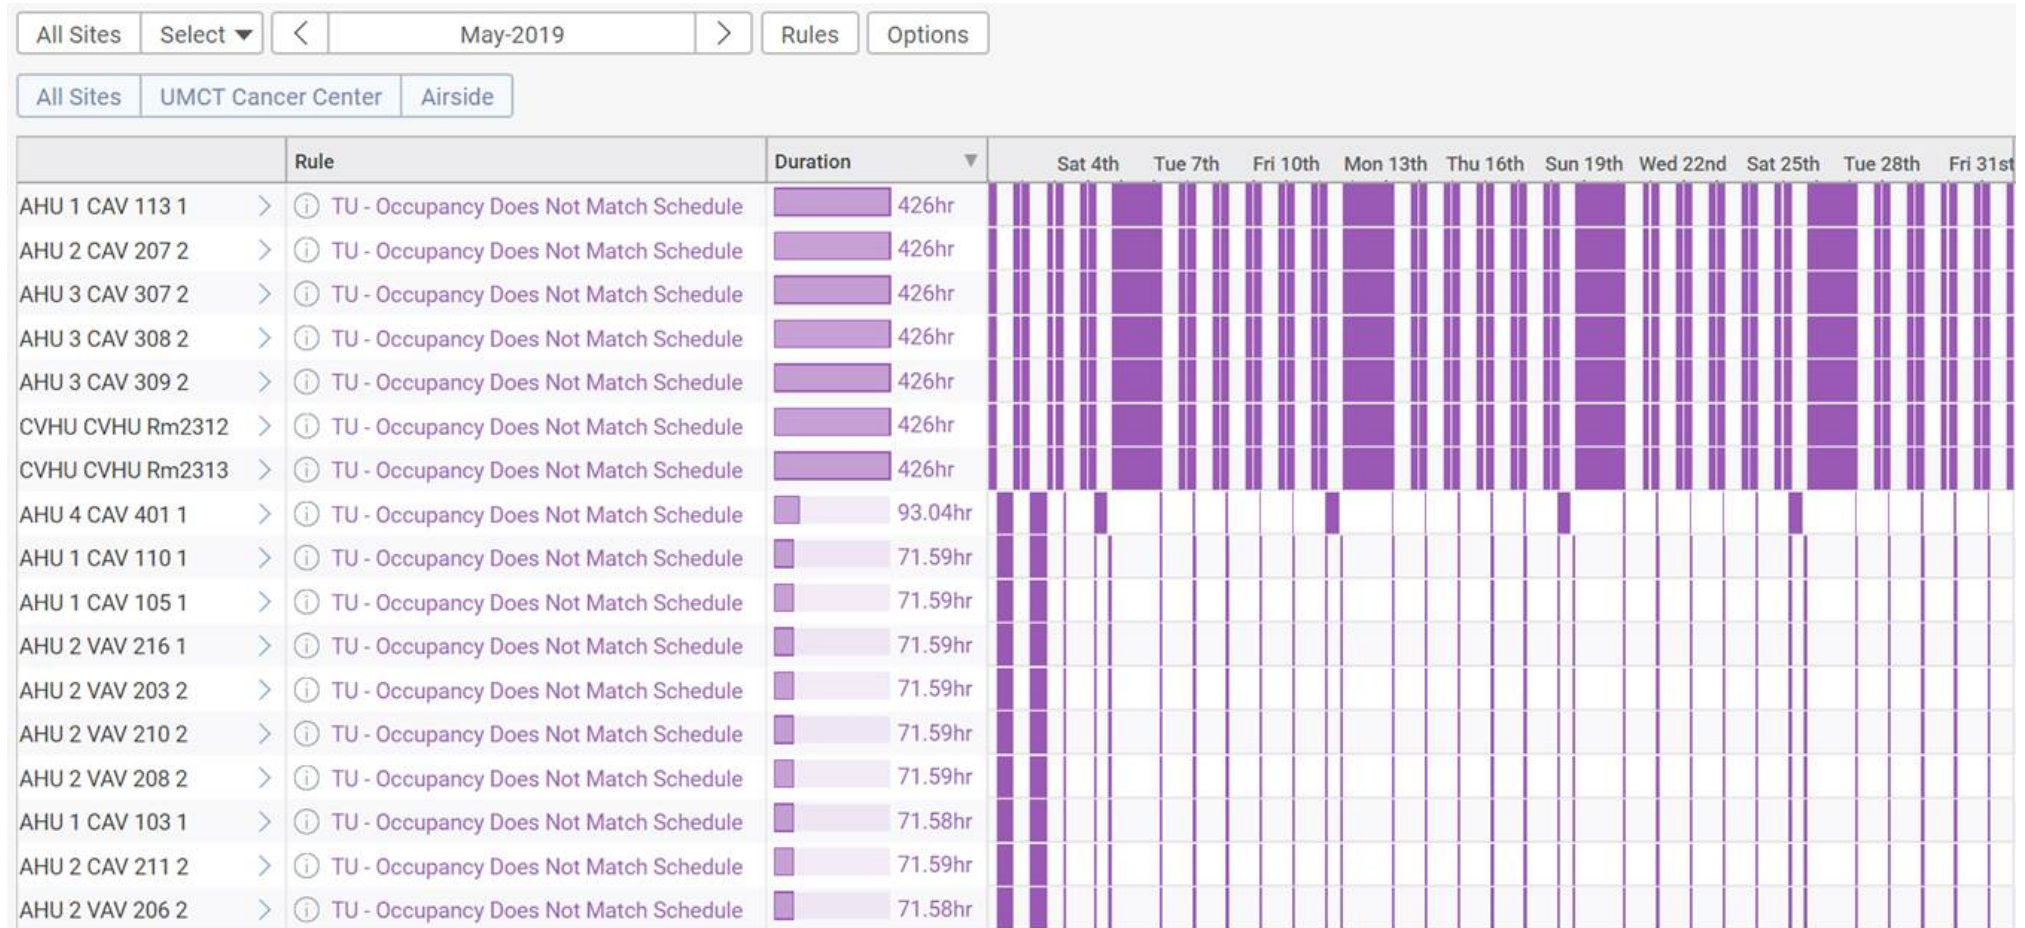 All Sites Select May-2019 Rules Options
All Sites UMCT Cancer Center Airside
Rule Duration Sat 4th Tue 7th Fri 10th Mon 13th Thu 16th Sun 19th Wed 22nd Sat 25th Tue 28th Fri 31st
AHU 1 CAV 113 1 TU - Occupancy Does Not Match Schedule 426hr
AHU 2 CAV 207 2 TU - Occupancy Does Not Match Schedule 426hr
AHU 3 CAV 307 2 TU - Occupancy Does Not Match Schedule 426hr
AHU 3 CAV 308 2 TU - Occupancy Does Not Match Schedule 426hr
AHU 3 CAV 309 2 TU - Occupancy Does Not Match Schedule 426hr
CVHU CVHU Rm2312 TU - Occupancy Does Not Match Schedule 426hr
CVHU CVHU Rm2313 TU - Occupancy Does Not Match Schedule 426hr
AHU 4 CAV 401 1 TU - Occupancy Does Not Match Schedule 93.04hr
AHU 1 CAV 110 1 TU - Occupancy Does Not Match Schedule 71.59hr
AHU 1 CAV 105 1 TU - Occupancy Does Not Match Schedule 71.59hr
AHU 2 VAV 216 1 TU - Occupancy Does Not Match Schedule 71.59hr
AHU 2 VAV 203 2 TU - Occupancy Does Not Match Schedule 71.59hr
AHU 2 VAV 210 2 TU - Occupancy Does Not Match Schedule 71.59hr
AHU 2 VAV 208 2 TU - Occupancy Does Not Match Schedule 71.59hr
AHU 1 CAV 103 1 TU - Occupancy Does Not Match Schedule 71.58hr
AHU 2 CAV 211 2 TU - Occupancy Does Not Match Schedule 71.59hr
AHU 2 VAV 206 2 TU - Occupancy Does Not Match Schedule 71.58hr